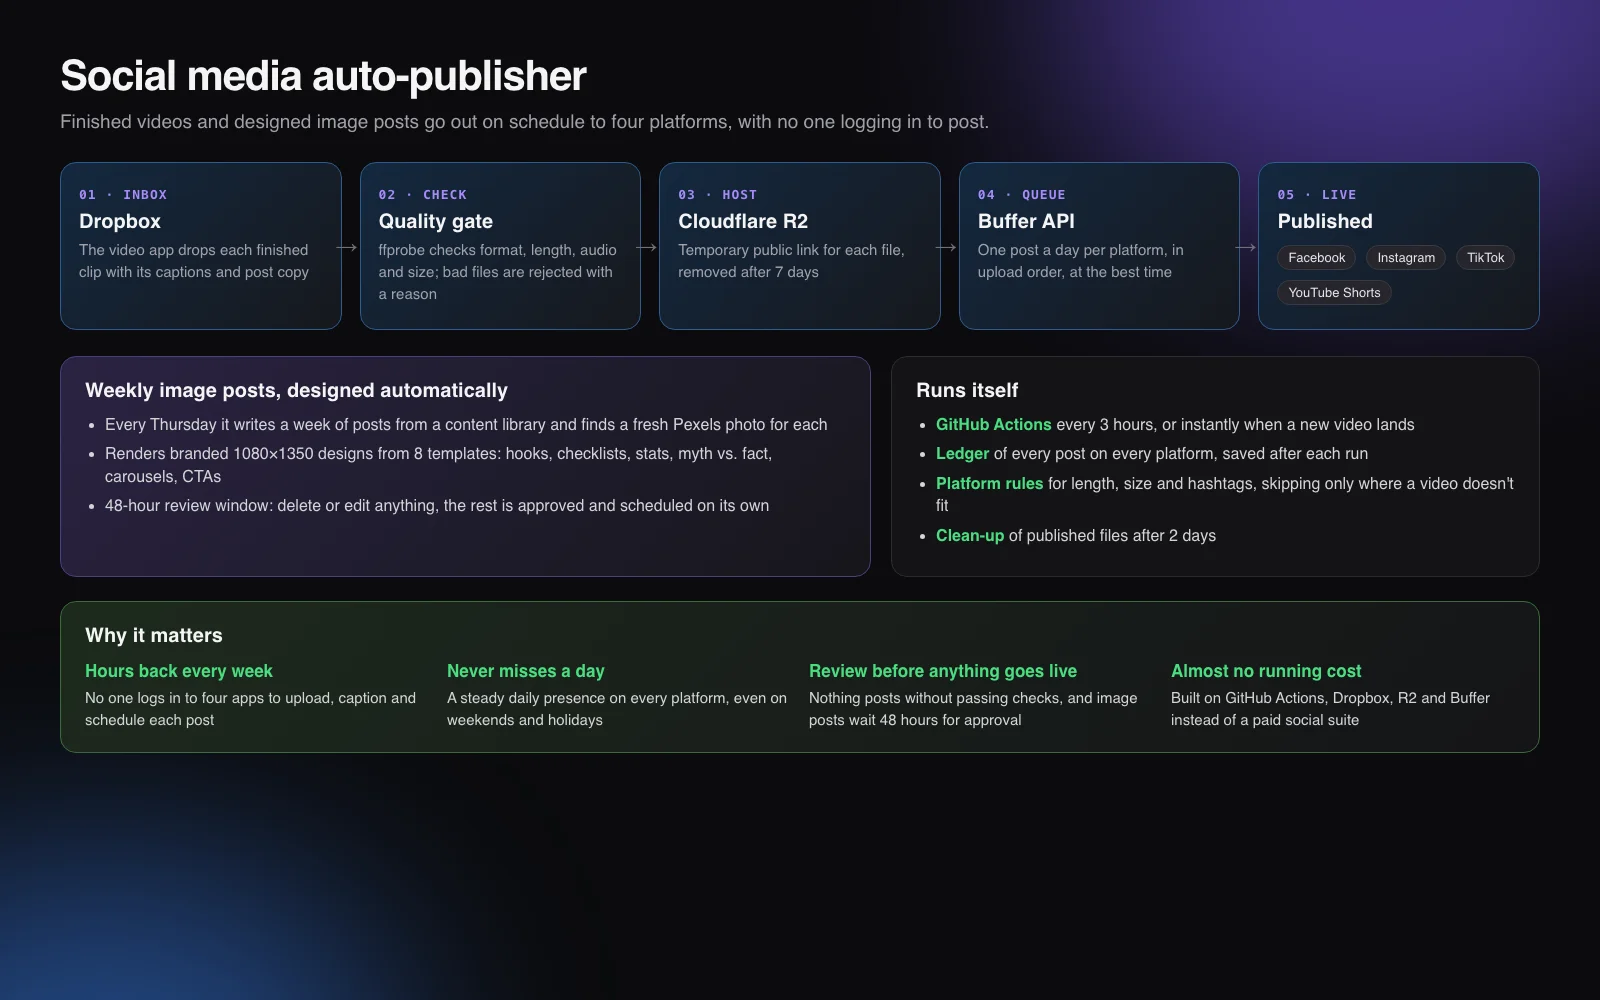 Social media auto-publisher
Finished videos and designed image posts go out on schedule to four platforms, with no one logging in to post.
01 · INBOX
Dropbox
The video app drops each finished
clip with its captions and post copy
→
02 · CHECK
Quality gate
ffprobe checks format, length, audio
and size; bad files are rejected with
a reason
→
03 · HOST
Cloudflare R2
Temporary public link for each file,
removed after 7 days
→
04 · QUEUE
Buffer API
One post a day per platform, in
upload order, at the best time
→
05 · LIVE
Published
Facebook Instagram TikTok
YouTube Shorts
Weekly image posts, designed automatically
• Every Thursday it writes a week of posts from a content library and finds a fresh Pexels photo for each
• Renders branded 1080×1350 designs from 8 templates: hooks, checklists, stats, myth vs. fact,
carousels, CTAs
• 48-hour review window: delete or edit anything, the rest is approved and scheduled on its own
Runs itself
• GitHub Actions every 3 hours, or instantly when a new video lands
• Ledger of every post on every platform, saved after each run
• Platform rules for length, size and hashtags, skipping only where a video doesn't
fit
• Clean-up of published files after 2 days
Why it matters
Hours back every week
No one logs in to four apps to upload, caption and
schedule each post
Never misses a day
A steady daily presence on every platform, even on
weekends and holidays
Review before anything goes live
Nothing posts without passing checks, and image
posts wait 48 hours for approval
Almost no running cost
Built on GitHub Actions, Dropbox, R2 and Buffer
instead of a paid social suite